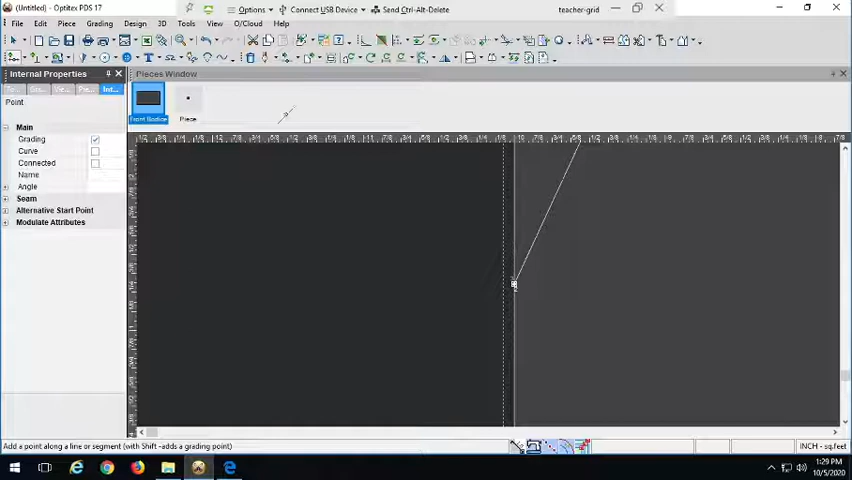 (Untitled) - Optitex PDS 17
Options
Connect USB Device
Send Ctrl-Alt-Delete
teacher-grid
File Edit Piece Grading Design 3D Tools View O/Cloud Help
Internal Properties
Pieces Window
Int...
Point
Main
Grading
Curve
Connected
Name
Angle
Seam
Alternative Start Point
Modulate Attributes
Front Bodice
Piece
Add a point along a line or segment (with Shift -adds a grading point)
INCH - sq.feet
1:29 PM
10/5/2020